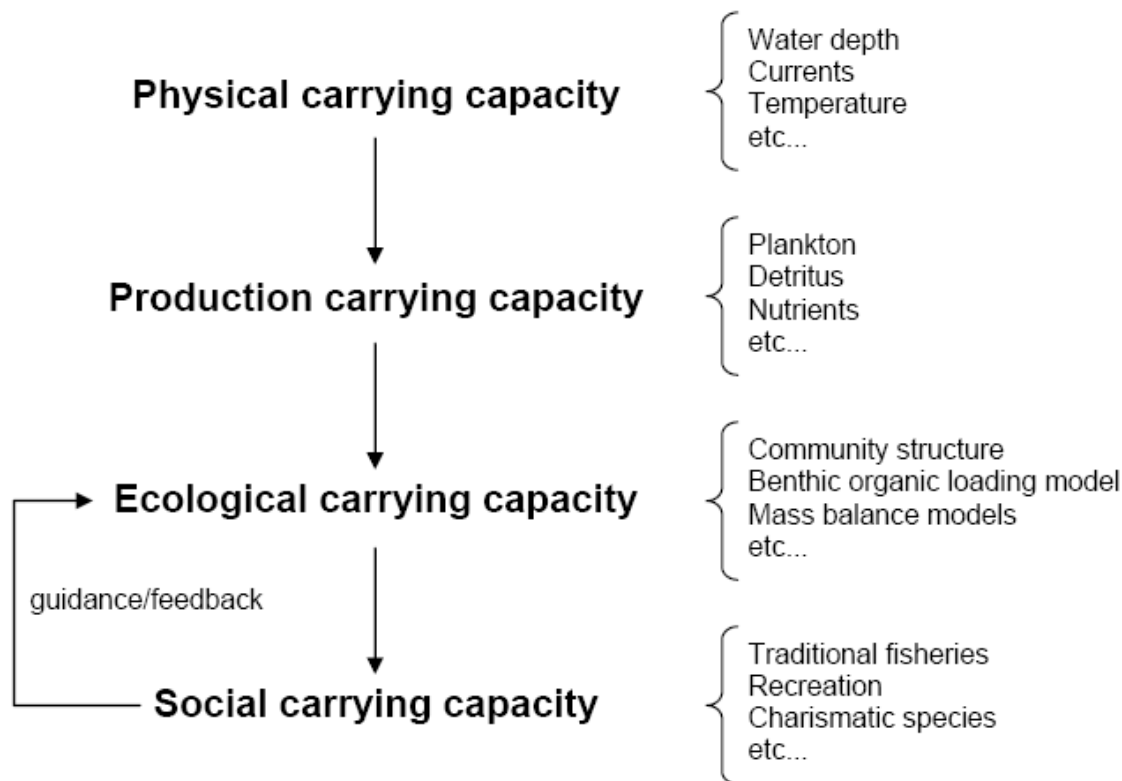 Physical carrying capacity
Water depth
Currents
Temperature
etc...
Production carrying capacity
Plankton
Detritus
Nutrients
etc...
Ecological carrying capacity
Community structure
Benthic organic loading model
Mass balance models
etc...
guidance/feedback
Social carrying capacity
Traditional fisheries
Recreation
Charismatic species
etc...